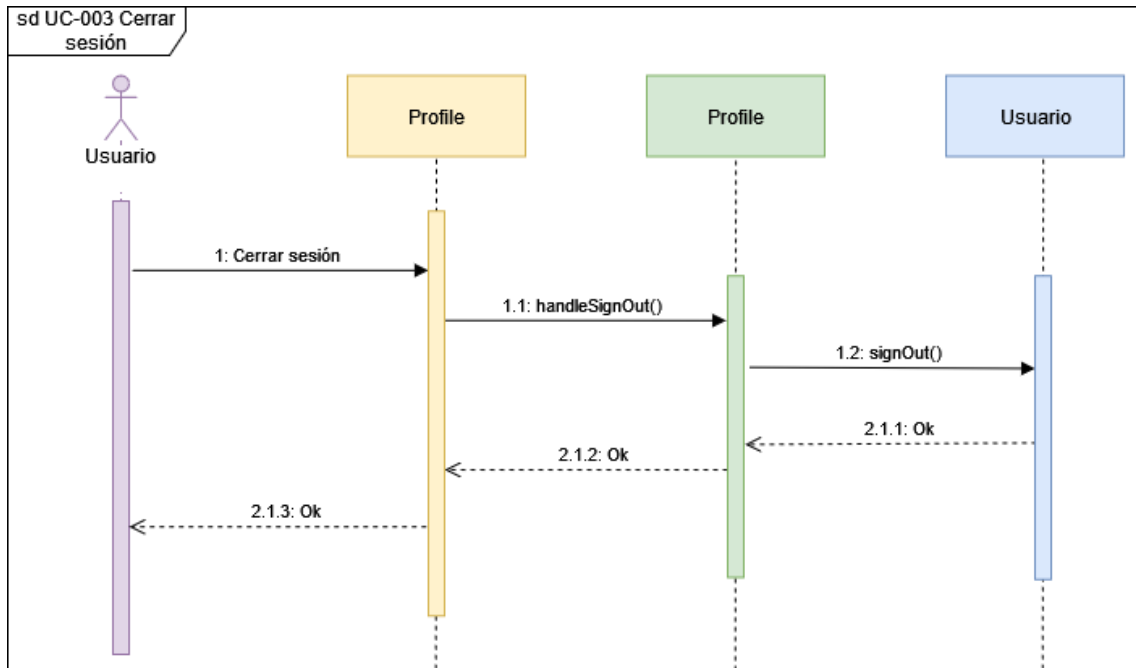 sd UC-003 Cerrar
sesión
Usuario
Profile
Profile
Usuario
1: Cerrar sesión
1.1: handleSignOut()
1.2: signOut()
2.1.1: Ok
2.1.2: Ok
2.1.3: Ok